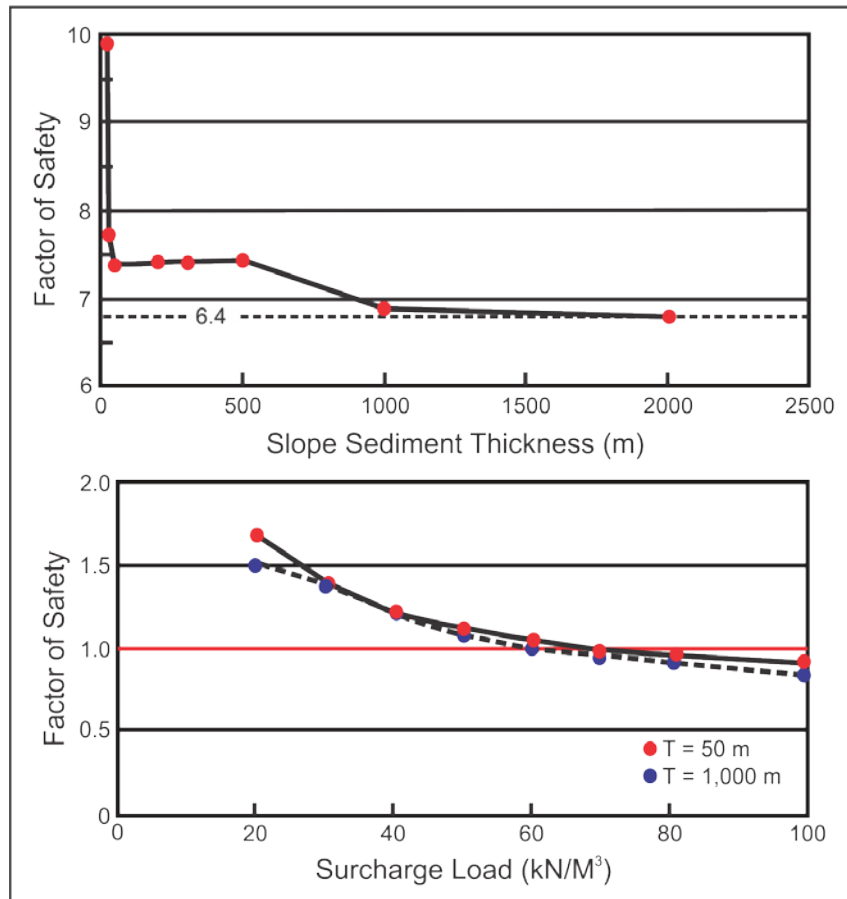 10
9
8
7
6
6.4
Factor of Safety
0 500 1000 1500 2000 2500
Slope Sediment Thickness (m)
2.0
1.5
1.0
0.5
0
Factor of Safety
T = 50 m
T = 1,000 m
0 20 40 60 80 100
Surcharge Load (kN/M³)